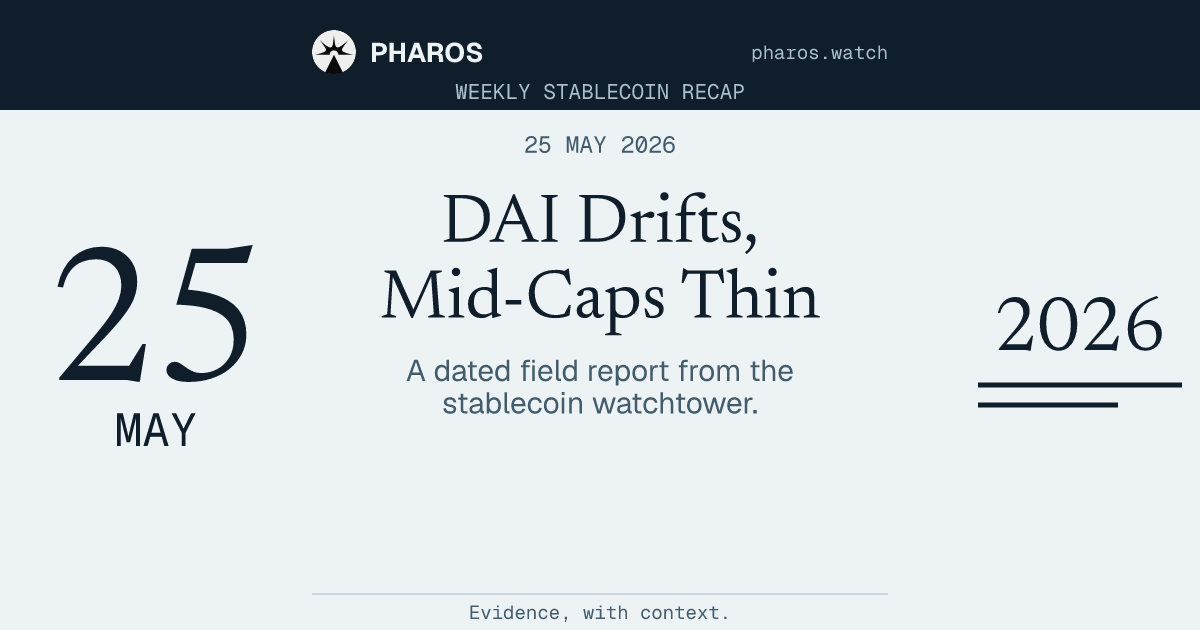 PHAROS
pharos.watch
WEEKLY STABLECOIN RECAP
25 MAY 2026
DAI Drifts,
Mid-Caps Thin
A dated field report from the
stablecoin watchtower.
25
MAY
2026
Evidence, with context.